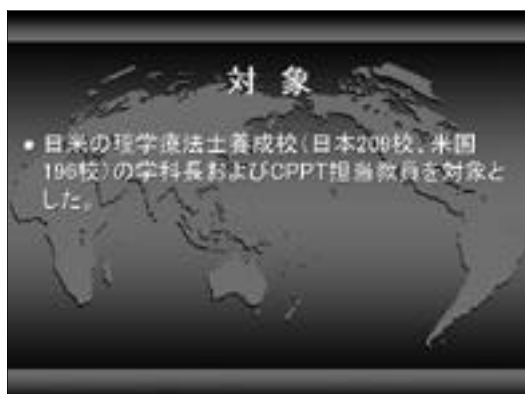 対 象
• 日米の理学療法士養成校(日本209校、米国
196校)の学科長およびCPPT担当教員を対象と
した。